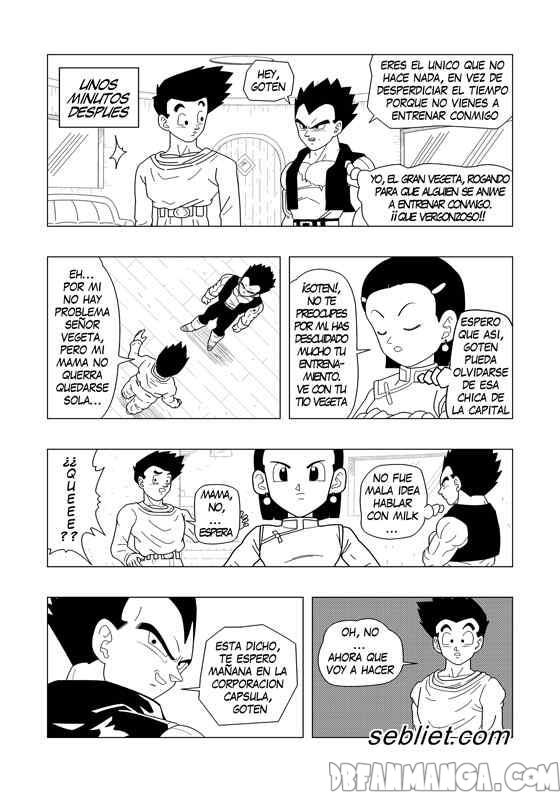 UNOS
MINUTOS
DESPUES
HEY,
GOTEN
ERES EL UNICO QUE NO
HACE NADA, EN VEZ DE
DESPERDICIAR EL TIEMPO
PORQUE NO VIENES A
ENTRENAR CONMIGO
YO, EL GRAN VEGETA, ROGANDO
PARA QUE ALGUIEN SE ANIME
A ENTRENAR CONMIGO.
¡¡QUE VERGONZOSO!!
EH...
POR MI
NO HAY
PROBLEMA
SEÑOR
VEGETA,
PERO MI
MAMA NO
QUERRA
QUEDARSE
SOLA...
¡GOTEN!,
NO TE
PREOCUPES
POR MI, HAS
DESCUIDADO
MUCHO TU
ENTRENA-
MIENTO.
VE CON TU
TIO VEGETA
ESPERO
QUE ASI,
GOTEN
PUEDA
OLVIDARSE
DE ESA
CHICA DE
LA CAPITAL
¿¿QUEEE??
MAMA,
NO,
...
ESPERA
NO FUE
MALA IDEA
HABLAR
CON MILK
...
ESTA DICHO,
TE ESPERO
MAÑANA EN LA
CORPORACION
CAPSULA,
GOTEN
OH, NO
...
AHORA QUE
VOY A HACER
sebliet.com
DBFANMANGA.COM